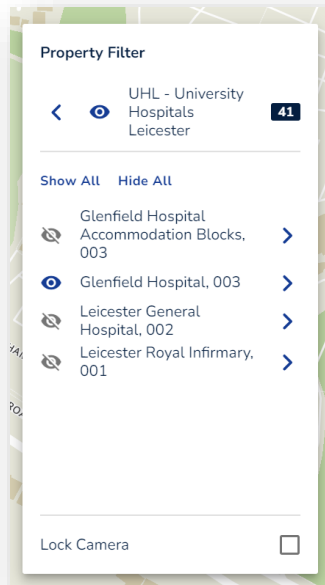 Property Filter
UHL - University
Hospitals
Leicester
41
Show All Hide All
Glenfield Hospital
Accommodation Blocks,
003
Glenfield Hospital, 003
Leicester General
Hospital, 002
Leicester Royal Infirmary,
001
Lock Camera